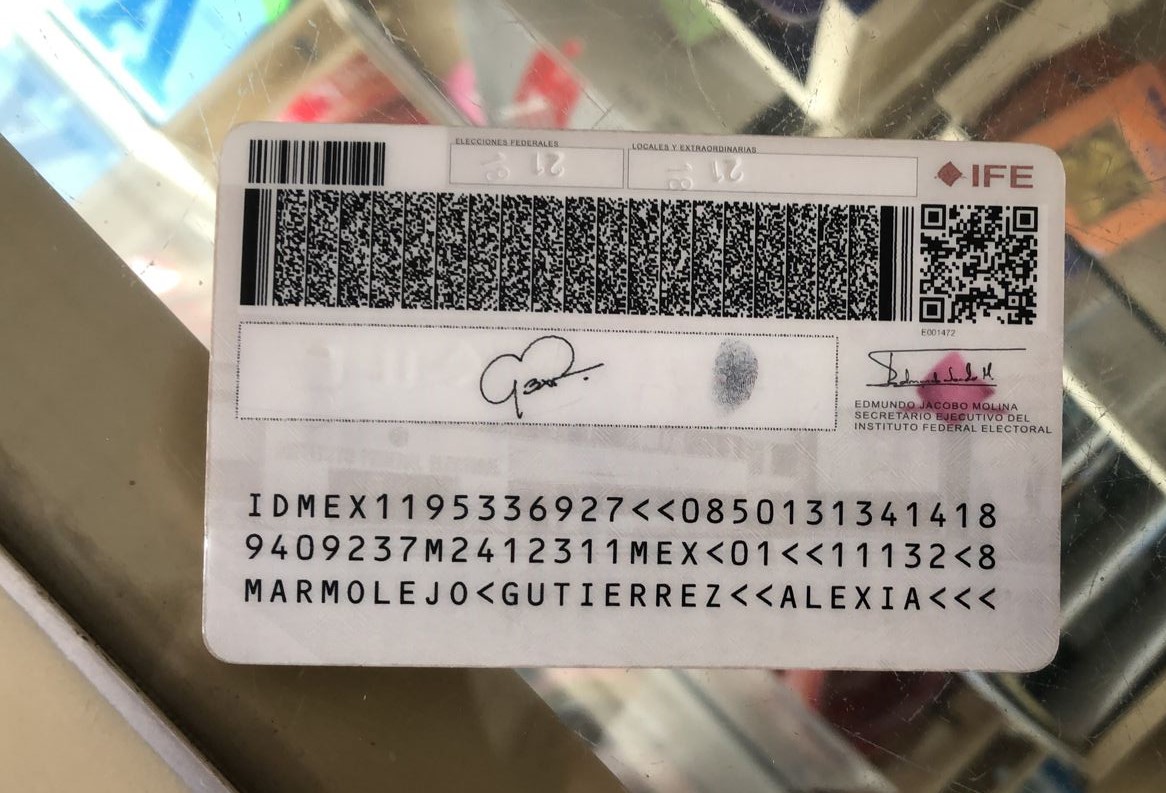 ELECCIONES FEDERALES
LOCALES Y EXTRAORDINARIAS
IFE
E001472
EDMUNDO JACOBO MOLINA
SECRETARIO EJECUTIVO DEL
INSTITUTO FEDERAL ELECTORAL
IDMEX1195336927<<0850131341418
9409237M2412311MEX<01<<11132<8
MARMOLEJO<GUTIERREZ<<ALEXIA<<<